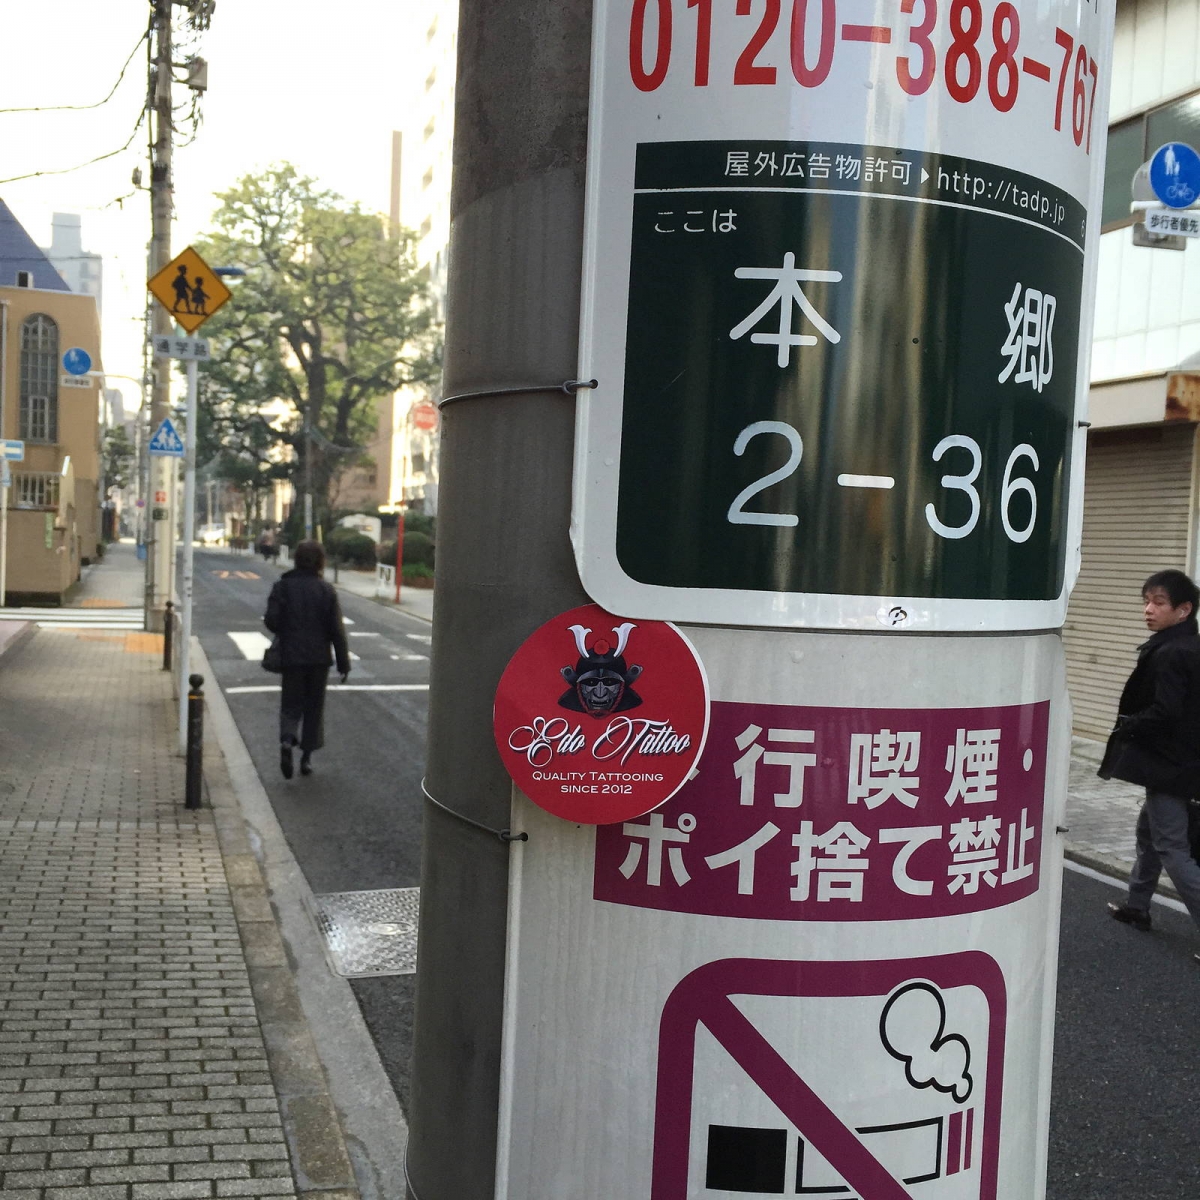 0120-388-767
屋外広告物許可▶http://tadp.jp
ここは
本郷
2-36
Edo Tattoo
QUALITY TATTOOING
SINCE 2012
行喫煙・
ポイ捨て禁止
通学路
歩行者優先